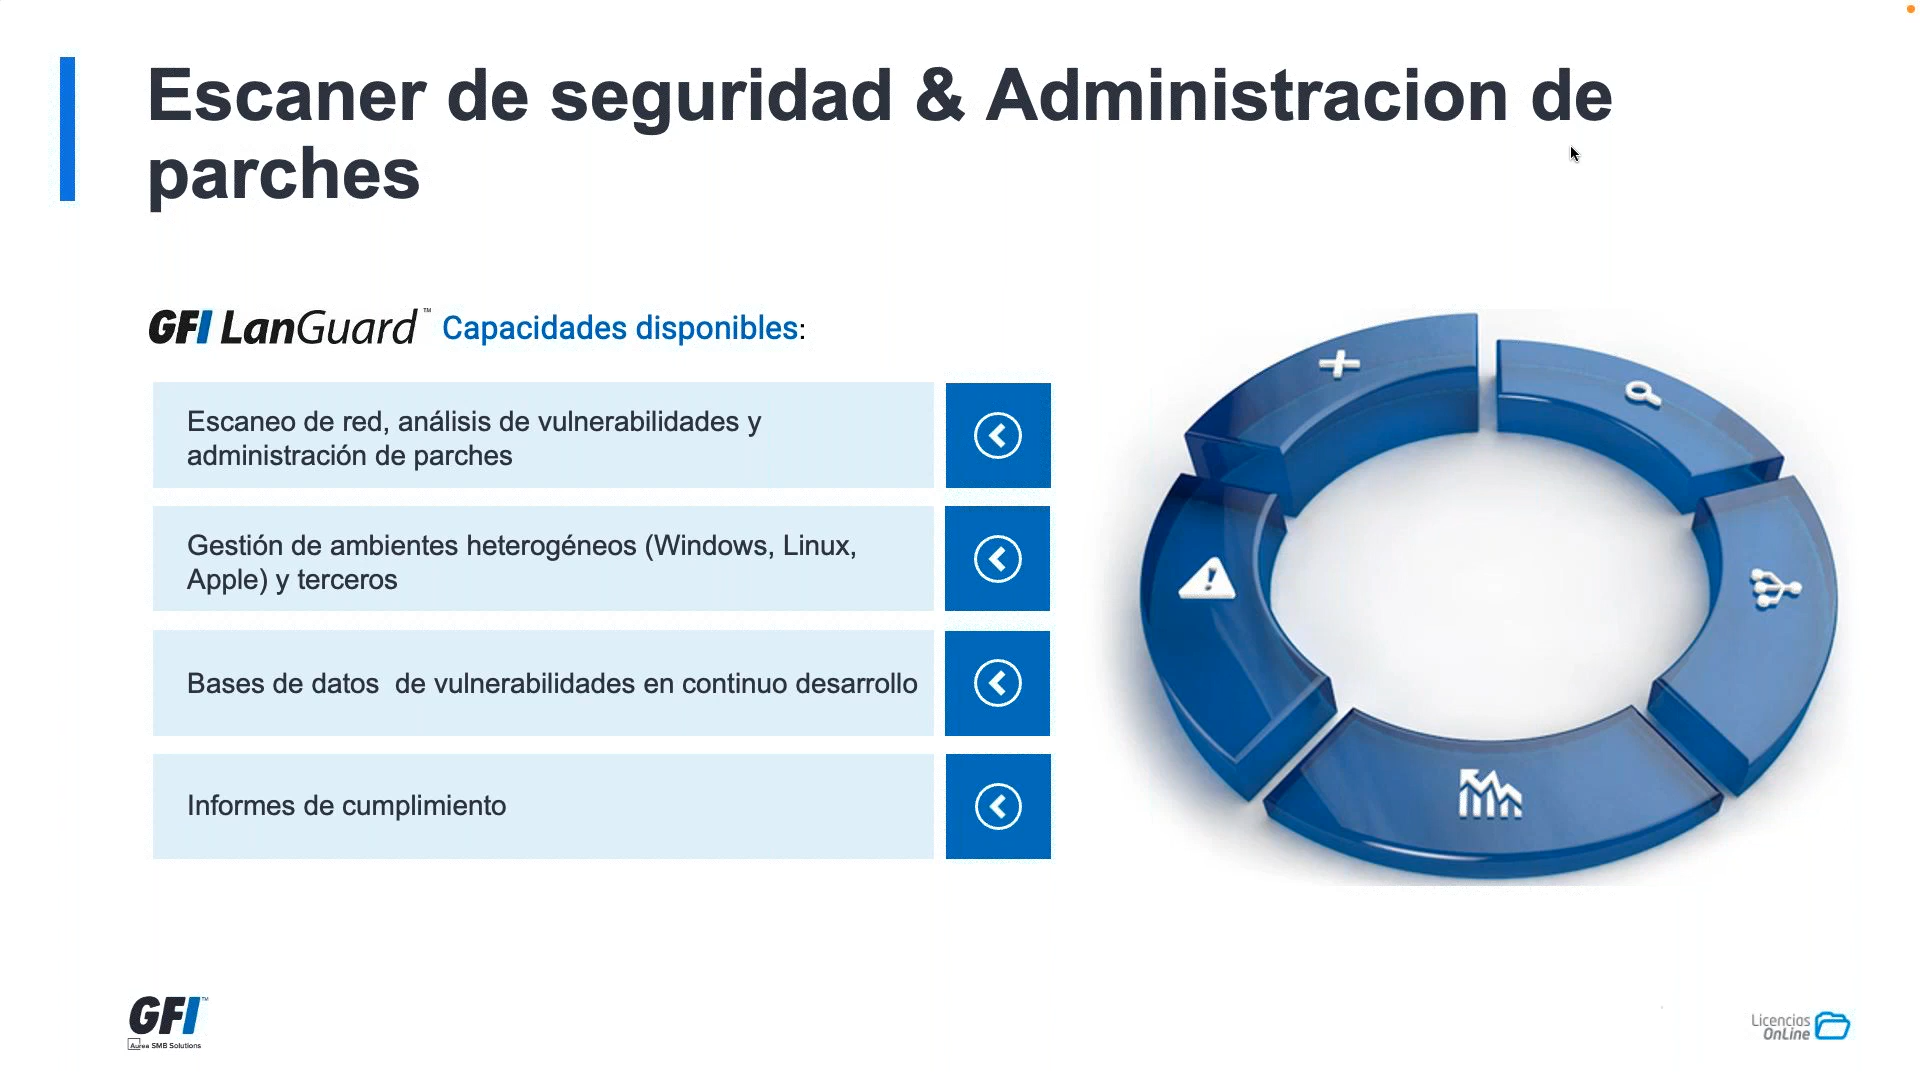 Escaner de seguridad & Administracion de
parches
GFI LanGuard™ Capacidades disponibles:
Escaneo de red, análisis de vulnerabilidades y
administración de parches
Gestión de ambientes heterogéneos (Windows, Linux,
Apple) y terceros
Bases de datos  de vulnerabilidades en continuo desarrollo
Informes de cumplimiento
GFI™
Aurea SMB Solutions
Licencias
OnLine